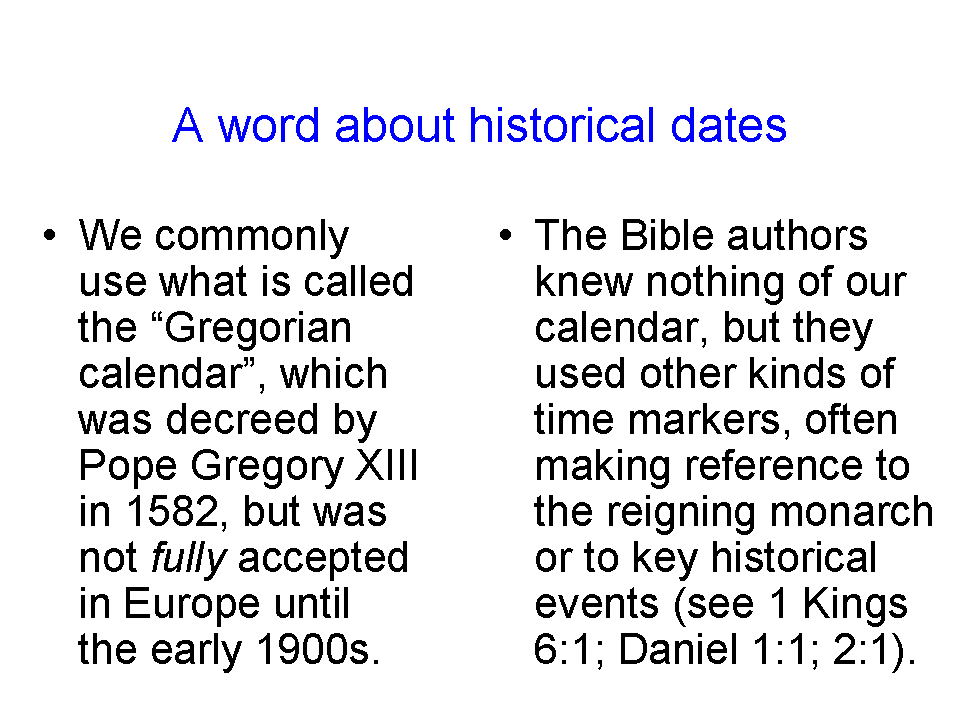 A word about historical dates
• We commonly
use what is called
the “Gregorian
calendar”, which
was decreed by
Pope Gregory XIII
in 1582, but was
not fully accepted
in Europe until
the early 1900s.
• The Bible authors
knew nothing of our
calendar, but they
used other kinds of
time markers, often
making reference to
the reigning monarch
or to key historical
events (see 1 Kings
6:1; Daniel 1:1; 2:1).